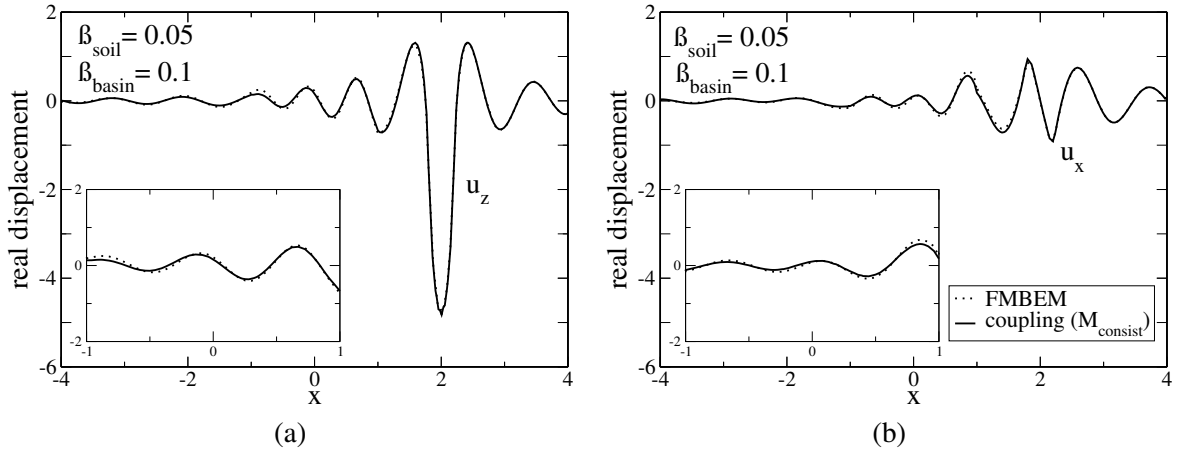 ß_soil = 0.05
ß_basin = 0.1
real displacement
2
0
-2
-4
-6
-4
-2
0
2
4
x
u_z
2
0
-2
-1
0
1
(a)
ß_soil = 0.05
ß_basin = 0.1
real displacement
2
0
-2
-4
-6
-4
-2
0
2
4
x
u_x
2
0
-2
-1
0
1
FMBEM
coupling (M_consist)
(b)